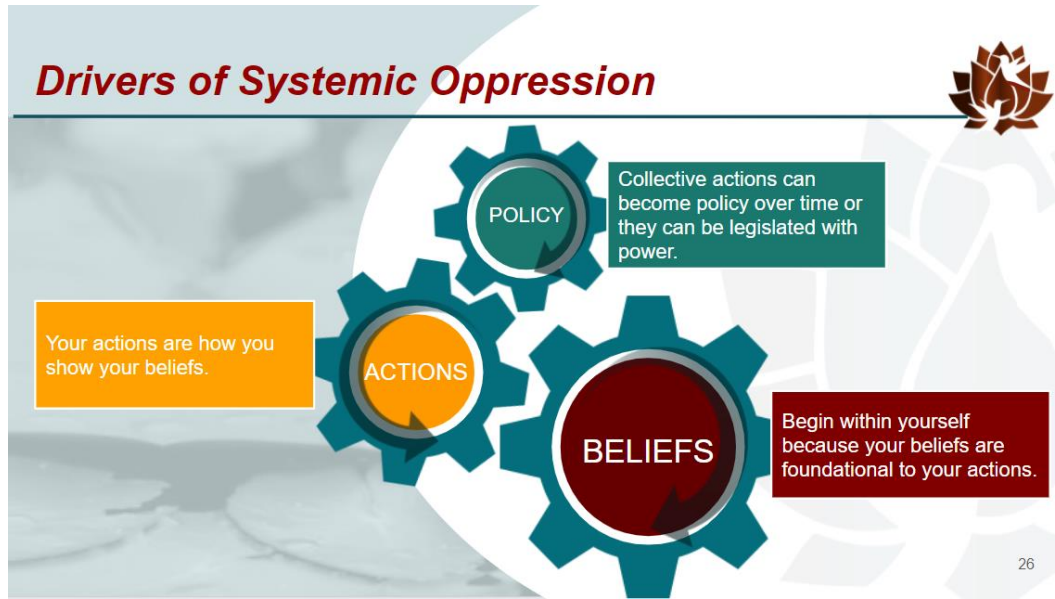 Drivers of Systemic Oppression
POLICY
Collective actions can
become policy over time or
they can be legislated with
power.
Your actions are how you
show your beliefs.
ACTIONS
BELIEFS
Begin within yourself
because your beliefs are
foundational to your actions.
26